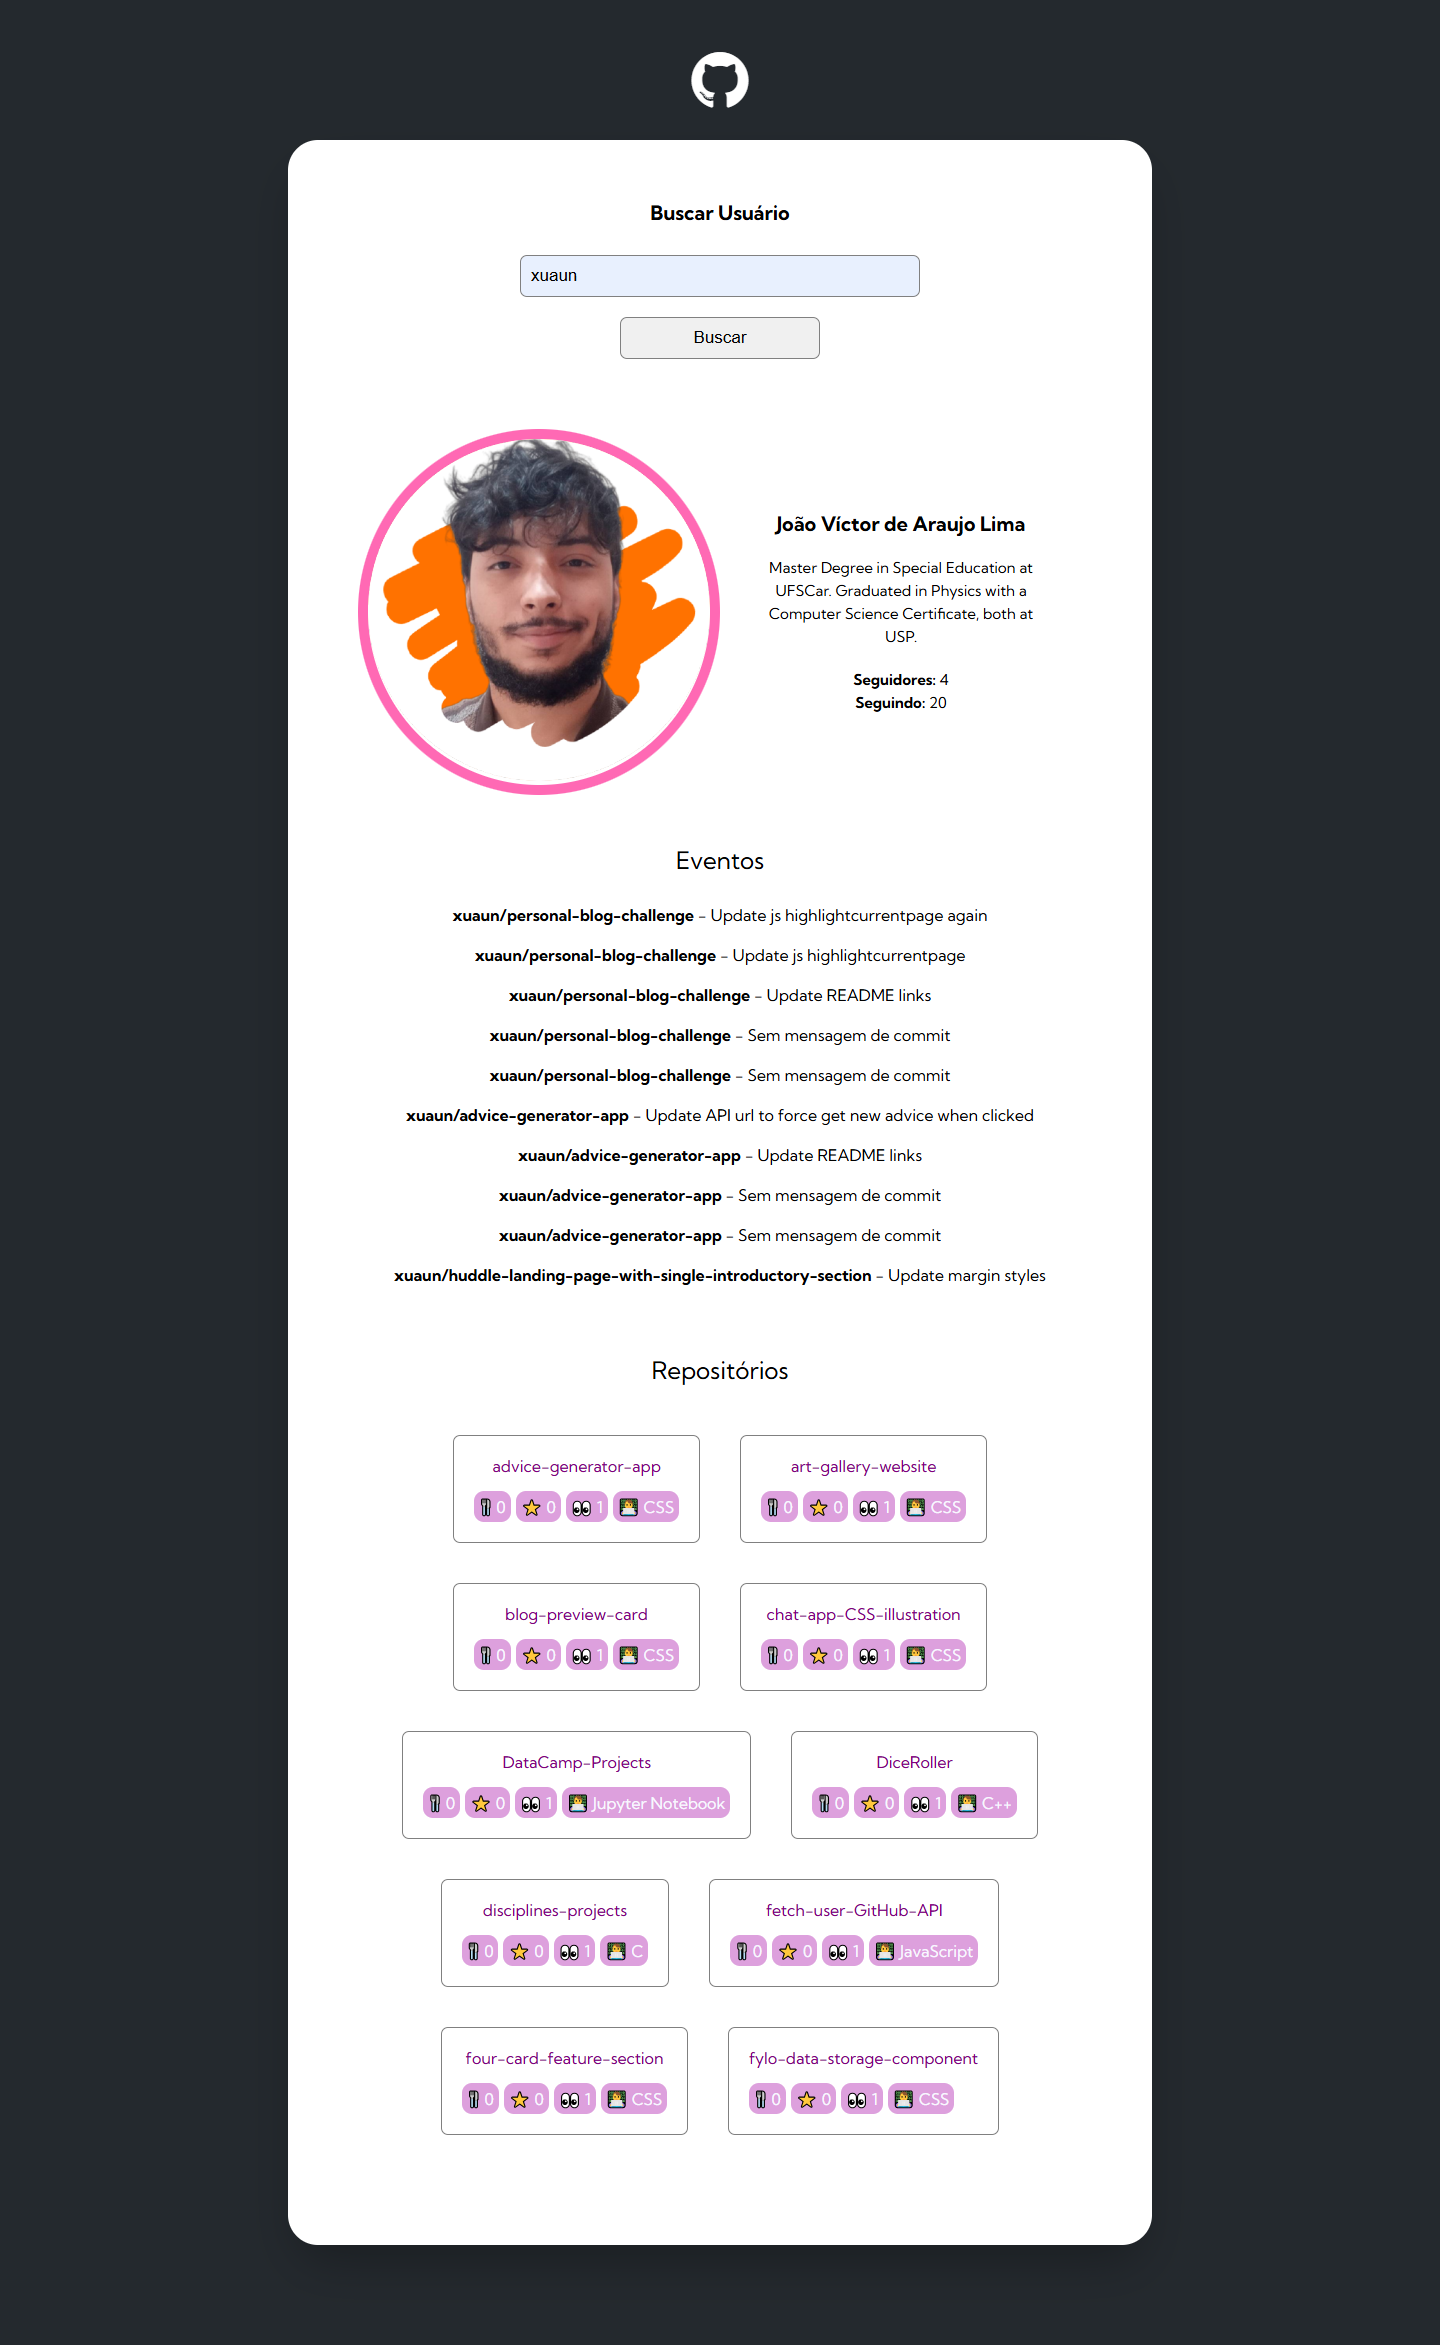 Buscar Usuário
xuaun
Buscar
João Víctor de Araujo Lima
Master Degree in Special Education at
UFSCar. Graduated in Physics with a
Computer Science Certificate, both at
USP.
Seguidores: 4
Seguindo: 20
Eventos
xuaun/personal-blog-challenge - Update js highlightcurrentpage again
xuaun/personal-blog-challenge - Update js highlightcurrentpage
xuaun/personal-blog-challenge - Update README links
xuaun/personal-blog-challenge - Sem mensagem de commit
xuaun/personal-blog-challenge - Sem mensagem de commit
xuaun/advice-generator-app - Update API url to force get new advice when clicked
xuaun/advice-generator-app - Update README links
xuaun/advice-generator-app - Sem mensagem de commit
xuaun/advice-generator-app - Sem mensagem de commit
xuaun/huddle-landing-page-with-single-introductory-section - Update margin styles
Repositórios
advice-generator-app
0 0 1 CSS
art-gallery-website
0 0 1 CSS
blog-preview-card
0 0 1 CSS
chat-app-CSS-illustration
0 0 1 CSS
DataCamp-Projects
0 0 1 Jupyter Notebook
DiceRoller
0 0 1 C++
disciplines-projects
0 0 1 C
fetch-user-GitHub-API
0 0 1 JavaScript
four-card-feature-section
0 0 1 CSS
fylo-data-storage-component
0 0 1 CSS